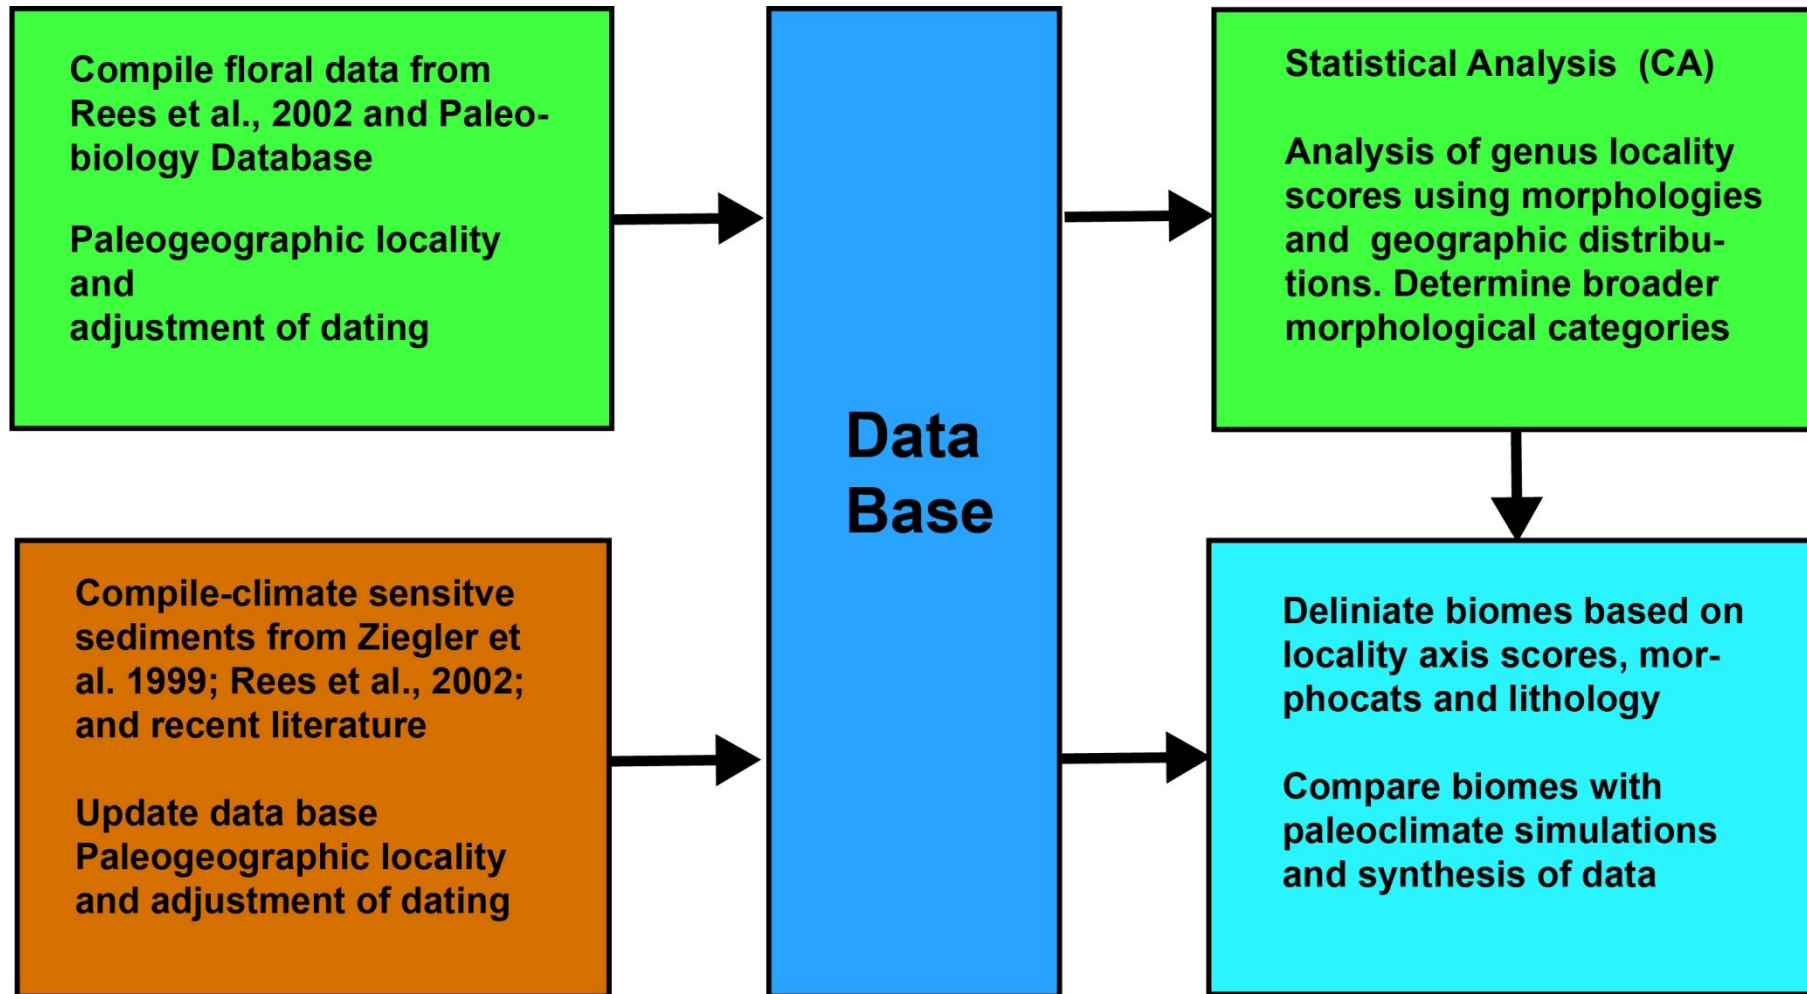 Compile floral data from
Rees et al., 2002 and Paleo-
biology Database
Paleogeographic locality
and
adjustment of dating
Compile-climate sensitve
sediments from Ziegler et
al. 1999; Rees et al., 2002;
and recent literature
Update data base
Paleogeographic locality
and adjustment of dating
Data
Base
Statistical Analysis (CA)
Analysis of genus locality
scores using morphologies
and geographic distribu-
tions. Determine broader
morphological categories
Deliniate biomes based on
locality axis scores, mor-
phocats and lithology
Compare biomes with
paleoclimate simulations
and synthesis of data